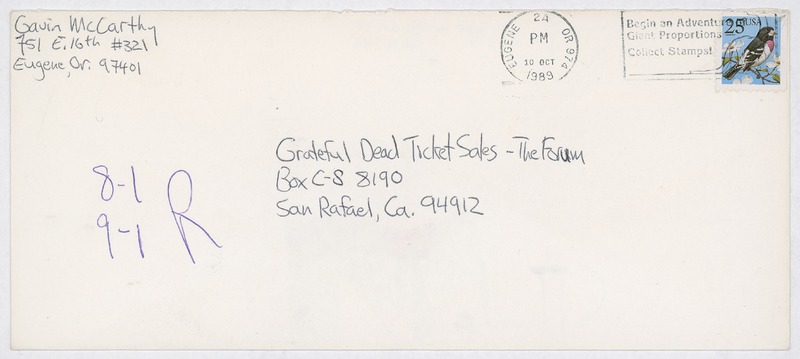 Gavin McCarthy
751 E. 16th #321
Eugene, Or. 97401
EUGENE OR 974
24
PM
10 OCT
1989
Begin an Adventure
Giant Proportions
Collect Stamps!
25 USA
Grateful Dead Ticket Sales - The Forum
Box C-S 8190
San Rafael, Ca. 94912
8-1
9-1 R